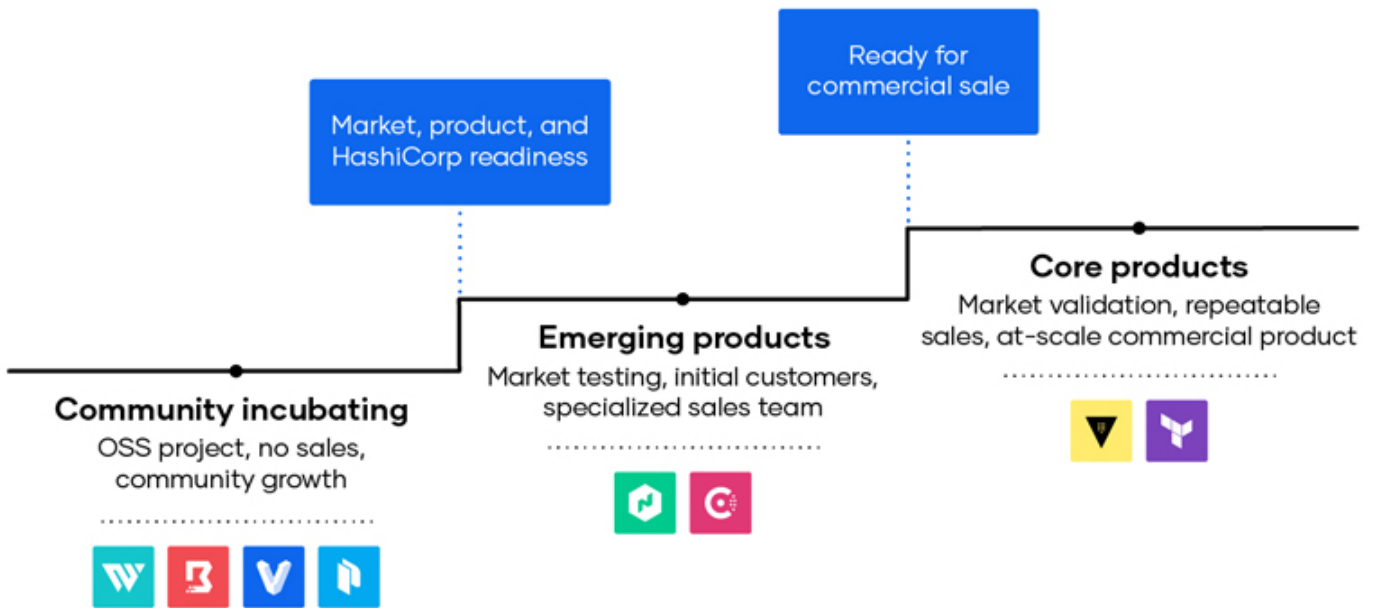 Ready for
commercial sale
Market, product, and
HashiCorp readiness
Core products
Market validation, repeatable
sales, at-scale commercial product
Emerging products
Market testing, initial customers,
specialized sales team
Community incubating
OSS project, no sales,
community growth